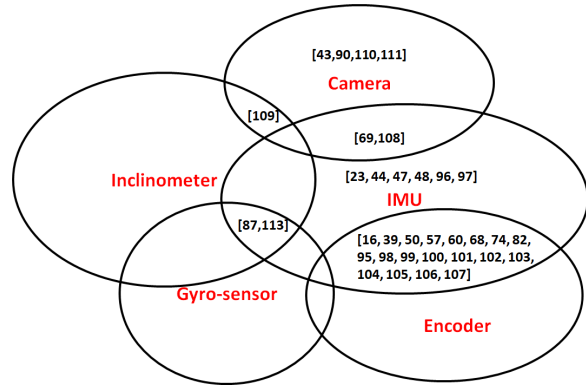 [43,90,110,111]
Camera
[109]
[69,108]
Inclinometer
[23, 44, 47, 48, 96, 97]
IMU
[87,113]
[16, 39, 50, 57, 60, 68, 74, 82,
95, 98, 99, 100, 101, 102, 103,
104, 105, 106, 107]
Gyro-sensor
Encoder